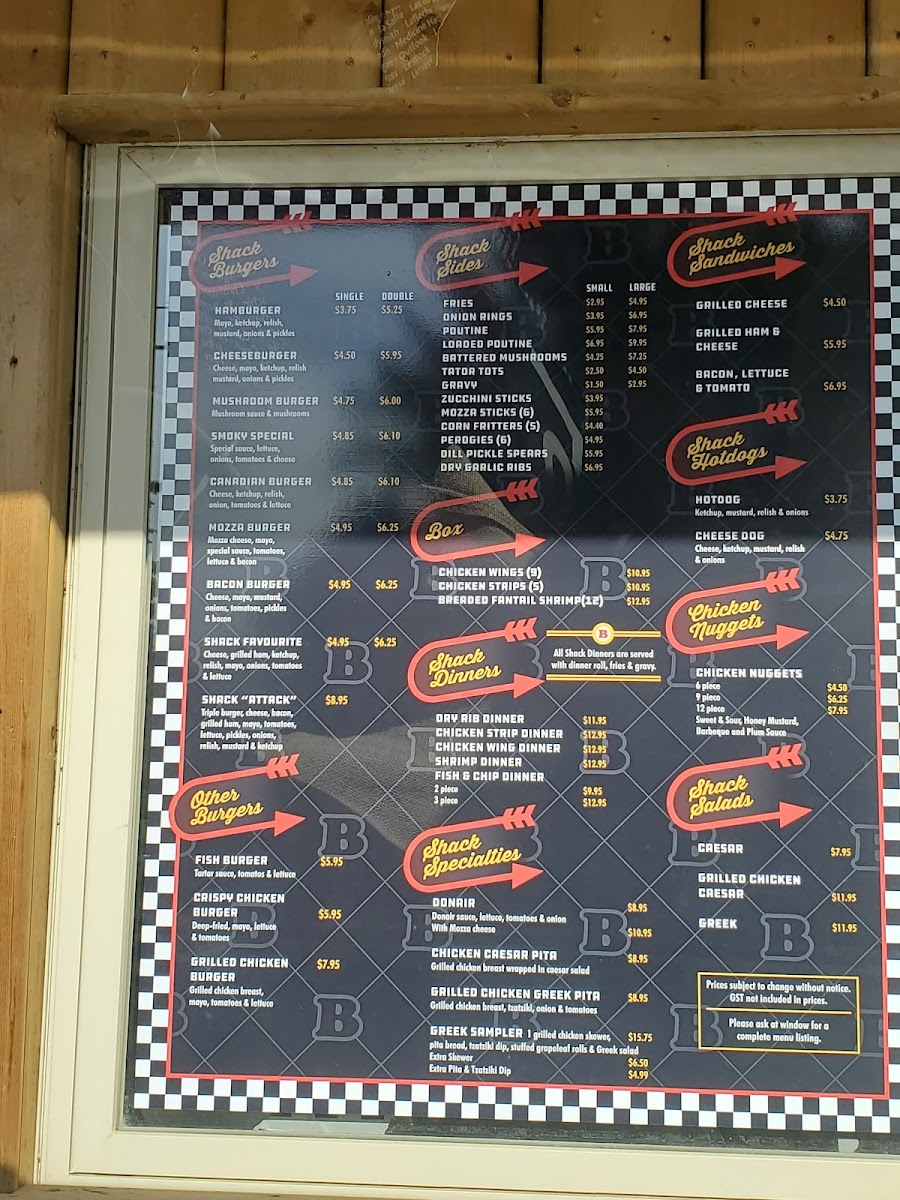 Shack
Burgers
SINGLE DOUBLE
HAMBURGER $3.75 $5.25
Mayo, ketchup, relish,
mustard, onions & pickles
CHEESEBURGER $4.50 $5.95
Cheese, mayo, ketchup, relish
mustard, onions & pickles
MUSHROOM BURGER $4.75 $6.00
Mushroom sauce & mushrooms
SMOKY SPECIAL $4.85 $6.10
Special sauce, lettuce,
onions, tomatoes & cheese
CANADIAN BURGER $4.85 $6.10
Cheese, ketchup, relish,
onion, tomatoes & lettuce
MOZZA BURGER $4.95 $6.25
Mozza cheese, mayo,
special sauce, tomatoes,
lettuce & bacon
BACON BURGER $4.95 $6.25
Cheese, mayo, mustard,
onions, tomatoes, pickles
& bacon
SHACK FAVOURITE $4.95 $6.25
Cheese, grilled ham, ketchup,
relish, mayo, onions, tomatoes
& lettuce
SHACK "ATTACK" $8.95
Triple burger, cheese, bacon,
grilled ham, mayo, tomatoes,
lettuce, pickles, onions,
relish, mustard & ketchup
Other
Burgers
FISH BURGER $5.95
Tartar sauce, tomatos & lettuce
CRISPY CHICKEN
BURGER $5.95
Deep-fried, mayo, lettuce
& tomatoes
GRILLED CHICKEN $7.95
BURGER
Grilled chicken breast,
mayo, tomatoes & lettuce
Shack
Sides
SMALL LARGE
FRIES $2.95 $4.95
ONION RINGS $3.95 $6.95
POUTINE $5.95 $7.95
LOADED POUTINE $6.95 $9.95
BATTERED MUSHROOMS $4.25 $7.25
TATOR TOTS $2.50 $4.50
GRAVY $1.50 $2.95
ZUCCHINI STICKS $3.95
MOZZA STICKS (6) $5.95
CORN FRITTERS (5) $4.40
PEROGIES (6) $4.95
DILL PICKLE SPEARS $5.95
DRY GARLIC RIBS $6.95
Box
CHICKEN WINGS (9) $10.95
CHICKEN STRIPS (5) $10.95
BREADED FANTAIL SHRIMP(12) $12.95
Shack
Dinners
B
All Shack Dinners are served
with dinner roll, fries & gravy.
DRY RIB DINNER $11.95
CHICKEN STRIP DINNER $12.95
CHICKEN WING DINNER $12.95
SHRIMP DINNER $12.95
FISH & CHIP DINNER
2 piece $9.95
3 piece $12.95
Shack
Specialties
DONAIR $8.95
Donair sauce, lettuce, tomatoes & onion
With Mozza cheese $10.95
CHICKEN CAESAR PITA $8.95
Grilled chicken breast wrapped in caesar salad
GRILLED CHICKEN GREEK PITA $8.95
Grilled chicken breast, tzatziki, onion & tomatoes
GREEK SAMPLER 1 grilled chicken skewer, $15.75
pita bread, tzatziki dip, stuffed grapeleaf rolls & Greek salad
Extra Skewer $6.50
Extra Pita & Tzatziki Dip $4.99
Shack
Sandwiches
GRILLED CHEESE $4.50
GRILLED HAM &
CHEESE $5.95
BACON, LETTUCE
& TOMATO $6.95
Shack
Hotdogs
HOTDOG $3.75
Ketchup, mustard, relish & onions
CHEESE DOG $4.75
Cheese, ketchup, mustard, relish
& onions
Chicken
Nuggets
CHICKEN NUGGETS
6 piece $4.50
9 piece $6.25
12 piece $7.95
Sweet & Sour, Honey Mustard,
Barbeque and Plum Sauce
Shack
Salads
CAESAR $7.95
GRILLED CHICKEN
CAESAR $11.95
GREEK $11.95
Prices subject to change without notice.
GST not included in prices.
Please ask at window for a
complete menu listing.